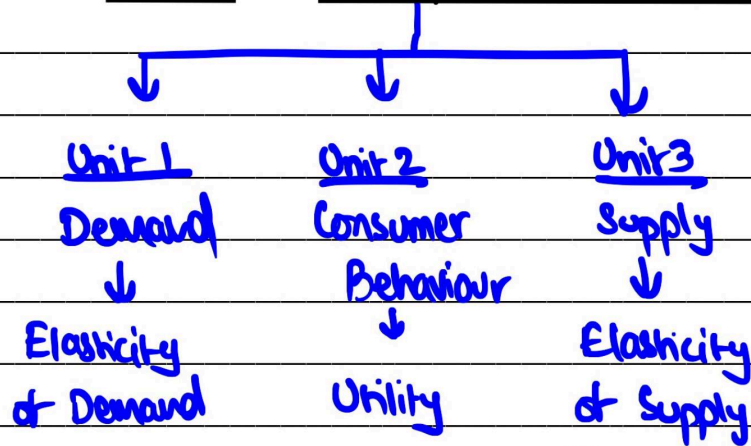 Unit 1
Demand
Elasticity
of Demand
Unit 2
Consumer
Behaviour
Utility
Unit 3
Supply
Elasticity
of Supply